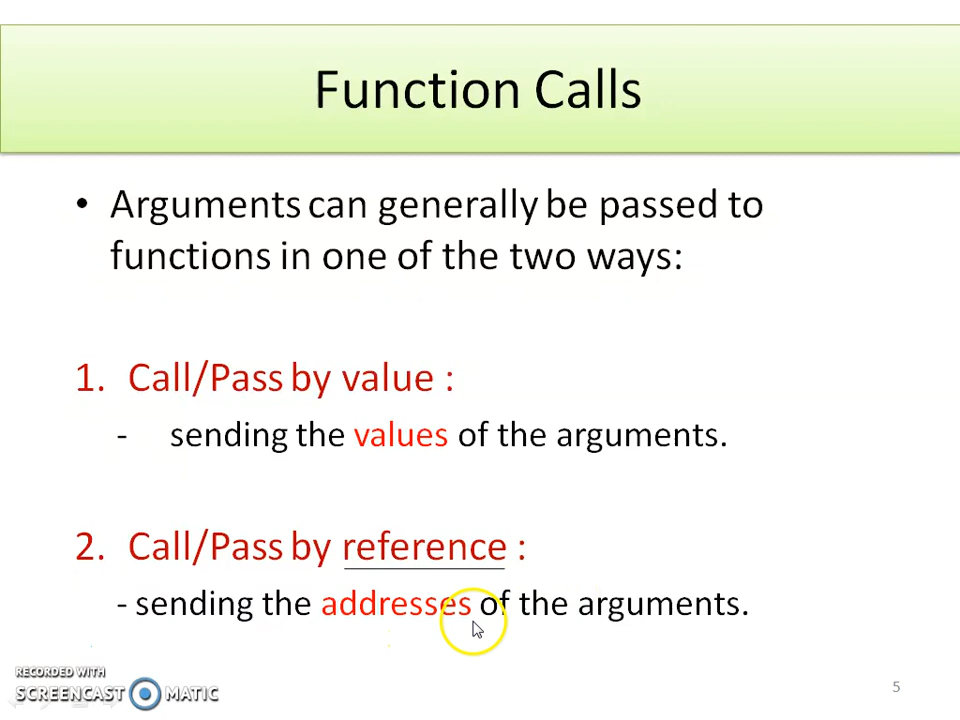 Function Calls
• Arguments can generally be passed to
functions in one of the two ways:
1. Call/Pass by value :
- sending the values of the arguments.
2. Call/Pass by reference :
- sending the addresses of the arguments.
RECORDED WITH
SCREENCAST MATIC
5